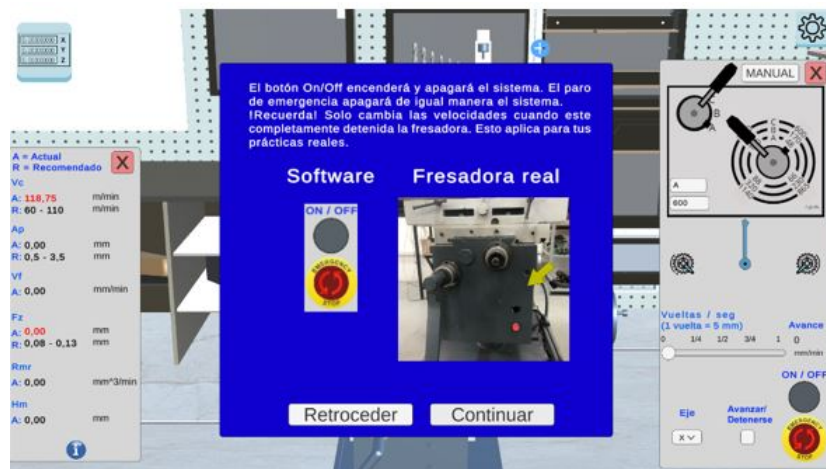 X
Y
Z
El botón On/Off encenderá y apagará el sistema. El paro
de emergencia apagará de igual manera el sistema.
!Recuerda! Solo cambia las velocidades cuando este
completamente detenida la fresadora. Esto aplica para tus
prácticas reales.
Software
Fresadora real
ON / OFF
EMERGENCY
STOP
Retroceder
Continuar
A = Actual
R = Recomendado
X
Vc
A: 118,75 m/min
R: 60 - 110 m/min
Ap
A: 0,00 mm
R: 0,5 - 3,5 mm
Vf
A: 0,00 mm/min
Fz
A: 0,00 mm
R: 0,08 - 0,13 mm
Rmr
A: 0,00 mm^3/min
Hm
A: 0,00 mm
MANUAL
X
B
A
A
600
Vueltas / seg
(1 vuelta = 5 mm)
Avance
0 1/4 1/2 3/4 1
0
mm/min
ON / OFF
Eje
Avanzar/
Detenerse
X
EMERGENCY
STOP